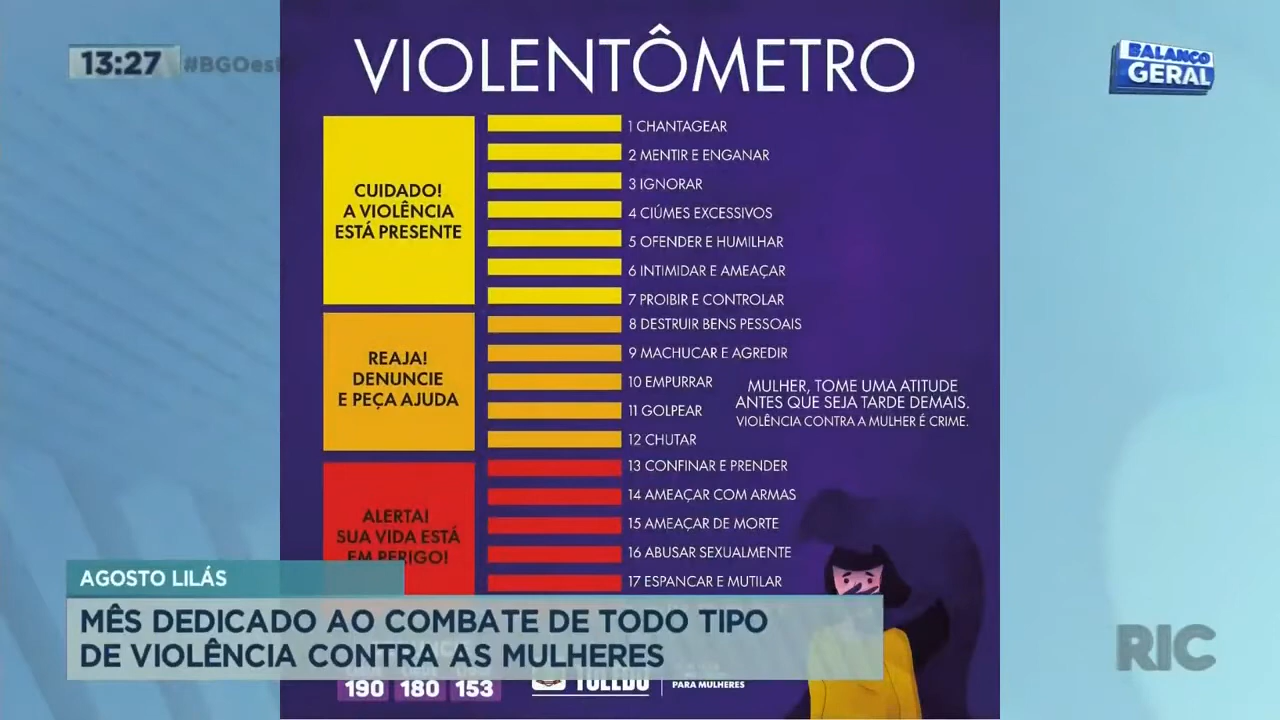 13:27
#BGOes
BALANÇO
GERAL
VIOLENTÔMETRO
CUIDADO!
A VIOLÊNCIA
ESTÁ PRESENTE
1 CHANTAGEAR
2 MENTIR E ENGANAR
3 IGNORAR
4 CIÚMES EXCESSIVOS
5 OFENDER E HUMILHAR
6 INTIMIDAR E AMEAÇAR
7 PROIBIR E CONTROLAR
REAJA!
DENUNCIE
E PEÇA AJUDA
8 DESTRUIR BENS PESSOAIS
9 MACHUCAR E AGREDIR
10 EMPURRAR
11 GOLPEAR
12 CHUTAR
MULHER, TOME UMA ATITUDE
ANTES QUE SEJA TARDE DEMAIS.
VIOLÊNCIA CONTRA A MULHER É CRIME.
ALERTA!
SUA VIDA ESTÁ
EM PERIGO!
13 CONFINAR E PRENDER
14 AMEAÇAR COM ARMAS
15 AMEAÇAR DE MORTE
16 ABUSAR SEXUALMENTE
17 ESPANCAR E MUTILAR
AGOSTO LILÁS
MÊS DEDICADO AO COMBATE DE TODO TIPO
DE VIOLÊNCIA CONTRA AS MULHERES
190 180 153
TOLEDO
PARA MULHERES
RIC